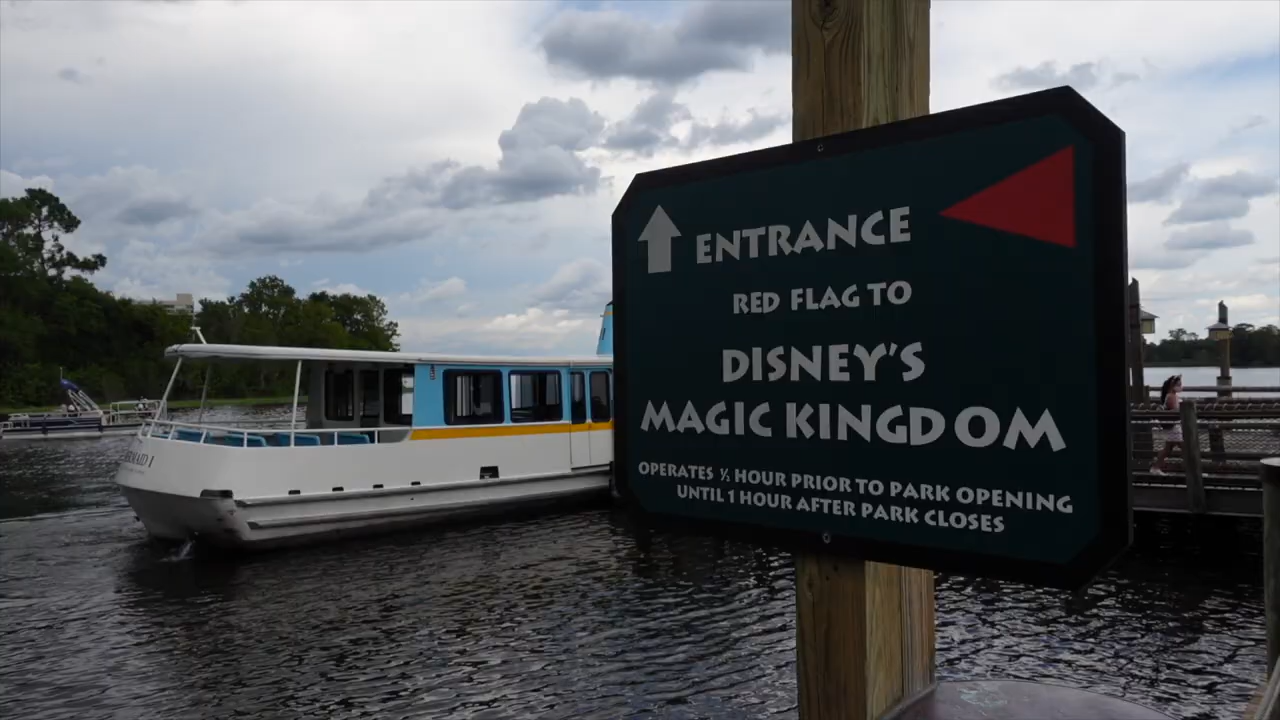 ENTRANCE
RED FLAG TO
DISNEY'S
MAGIC KINGDOM
OPERATES ½ HOUR PRIOR TO PARK OPENING
UNTIL 1 HOUR AFTER PARK CLOSES